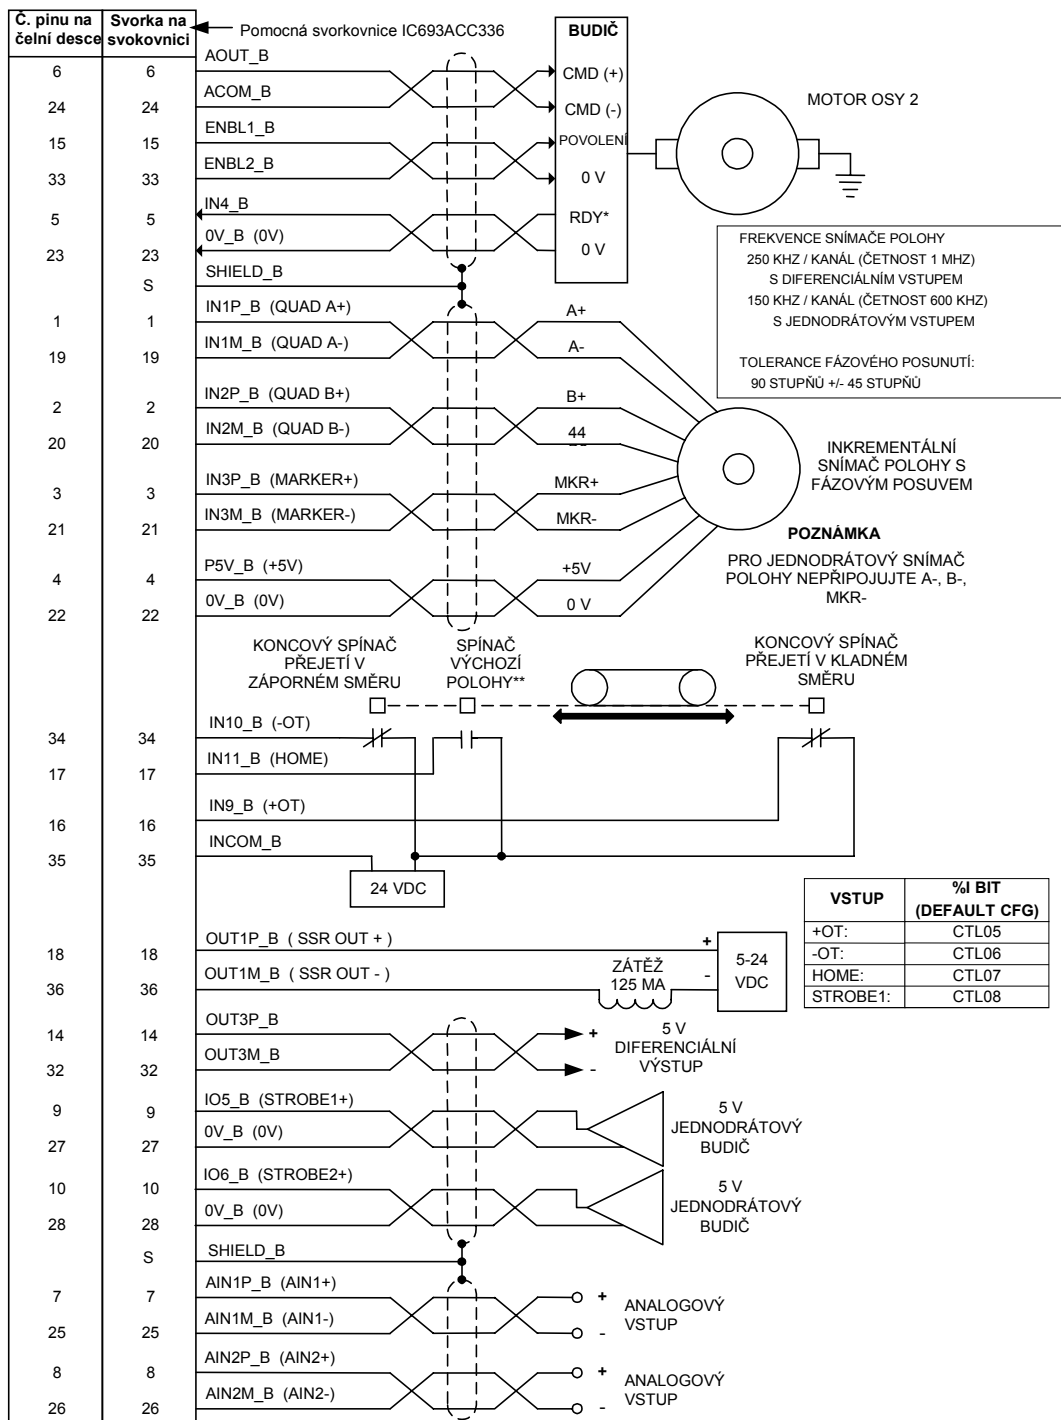 Č. pinu na
čelní desce
Svorka na
svokovnici
Pomocná svorkovnice IC693ACC336
BUDIČ
6 6 AOUT_B CMD (+)
24 24 ACOM_B CMD (-)
MOTOR OSY 2
15 15 ENBL1_B POVOLENÍ
33 33 ENBL2_B 0 V
5 5 IN4_B RDY*
23 23 0V_B (0V) 0 V
S SHIELD_B
FREKVENCE SNÍMAČE POLOHY
250 KHZ / KANÁL (ČETNOST 1 MHZ)
S DIFERENCIÁLNÍM VSTUPEM
150 KHZ / KANÁL (ČETNOST 600 KHZ)
S JEDNODRÁTOVÝM VSTUPEM
TOLERANCE FÁZOVÉHO POSUNUTÍ:
90 STUPŇŮ +/- 45 STUPŇŮ
1 1 IN1P_B (QUAD A+) A+
19 19 IN1M_B (QUAD A-) A-
2 2 IN2P_B (QUAD B+) B+
20 20 IN2M_B (QUAD B-) 44
3 3 IN3P_B (MARKER+) MKR+
21 21 IN3M_B (MARKER-) MKR-
4 4 P5V_B (+5V) +5V
22 22 0V_B (0V) 0 V
INKREMENTÁLNÍ
SNÍMAČ POLOHY S
FÁZOVÝM POSUVEM
POZNÁMKA
PRO JEDNODRÁTOVÝ SNÍMAČ
POLOHY NEPŘIPOJUJTE A-, B-,
MKR-
KONCOVÝ SPÍNAČ
PŘEJETÍ V
ZÁPORNÉM SMĚRU
SPÍNAČ
VÝCHOZÍ
POLOHY**
KONCOVÝ SPÍNAČ
PŘEJETÍ V KLADNÉM
SMĚRU
34 34 IN10_B (-OT)
17 17 IN11_B (HOME)
16 16 IN9_B (+OT)
35 35 INCOM_B
24 VDC
VSTUP %I BIT
(DEFAULT CFG)
+OT: CTL05
-OT: CTL06
HOME: CTL07
STROBE1: CTL08
18 18 OUT1P_B ( SSR OUT + ) +
36 36 OUT1M_B ( SSR OUT - ) -
ZÁTĚŽ
125 MA
5-24
VDC
14 14 OUT3P_B +
32 32 OUT3M_B -
5 V
DIFERENCIÁLNÍ
VÝSTUP
9 9 IO5_B (STROBE1+)
27 27 0V_B (0V)
5 V
JEDNODRÁTOVÝ
BUDIČ
10 10 IO6_B (STROBE2+)
28 28 0V_B (0V)
5 V
JEDNODRÁTOVÝ
BUDIČ
S SHIELD_B
7 7 AIN1P_B (AIN1+) +
25 25 AIN1M_B (AIN1-) -
ANALOGOVÝ
VSTUP
8 8 AIN2P_B (AIN2+) +
26 26 AIN2M_B (AIN2-) -
ANALOGOVÝ
VSTUP